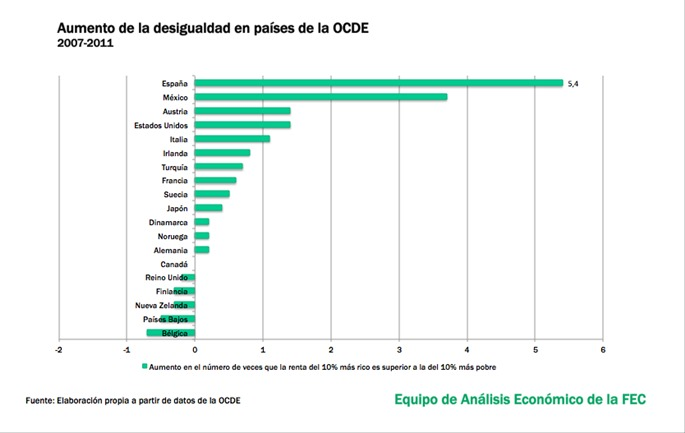 Aumento de la desigualdad en países de la OCDE
2007-2011
España
5,4
México
Austria
Estados Unidos
Italia
Irlanda
Turquía
Francia
Suecia
Japón
Dinamarca
Noruega
Alemania
Canadá
Reino Unido
Finlancia
Nueva Zelanda
Países Bajos
Bélgica
-2 -1 0 1 2 3 4 5 6
Aumento en el número de veces que la renta del 10% más rico es superior a la del 10% más pobre
Fuente: Elaboración propia a partir de datos de la OCDE
Equipo de Análisis Económico de la FEC